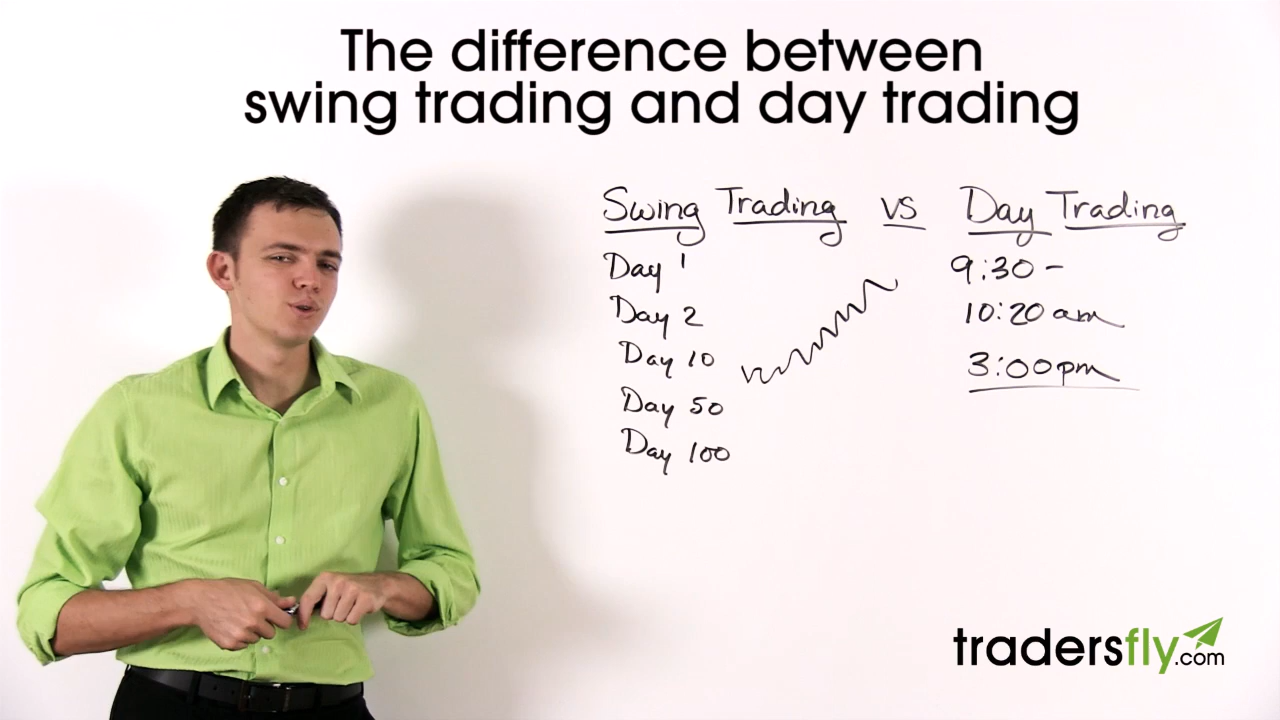 The difference between
swing trading and day trading
Swing Trading vs Day Trading
Day 1
Day 2
Day 10
Day 50
Day 100
9:30 -
10:20 am
3:00pm
tradersfly.com